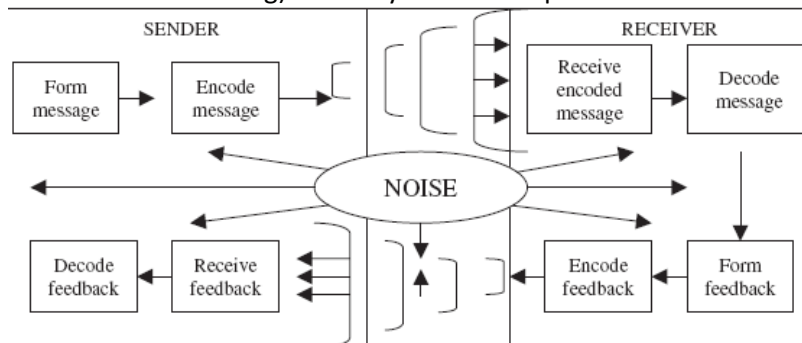 SENDER
RECEIVER
Form
message
Encode
message
Receive
encoded
message
Decode
message
NOISE
Decode
feedback
Receive
feedback
Encode
feedback
Form
feedback